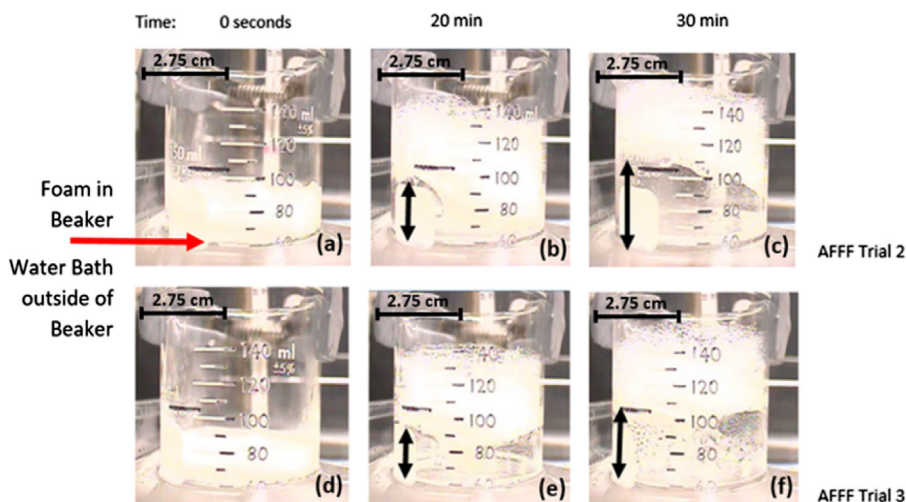 Time: 0 seconds 20 min 30 min
2.75 cm 2.75 cm 2.75 cm
140 ml
±5%
120
100
80
60
(a)
140
120
100
80
60
(b)
140
120
100
80
60
(c)
Foam in
Beaker
Water Bath
outside of
Beaker
AFFF Trial 2
2.75 cm 2.75 cm 2.75 cm
140 ml
±5%
120
100
80
(d)
140
120
100
80
(e)
140
120
100
80
(f)
AFFF Trial 3